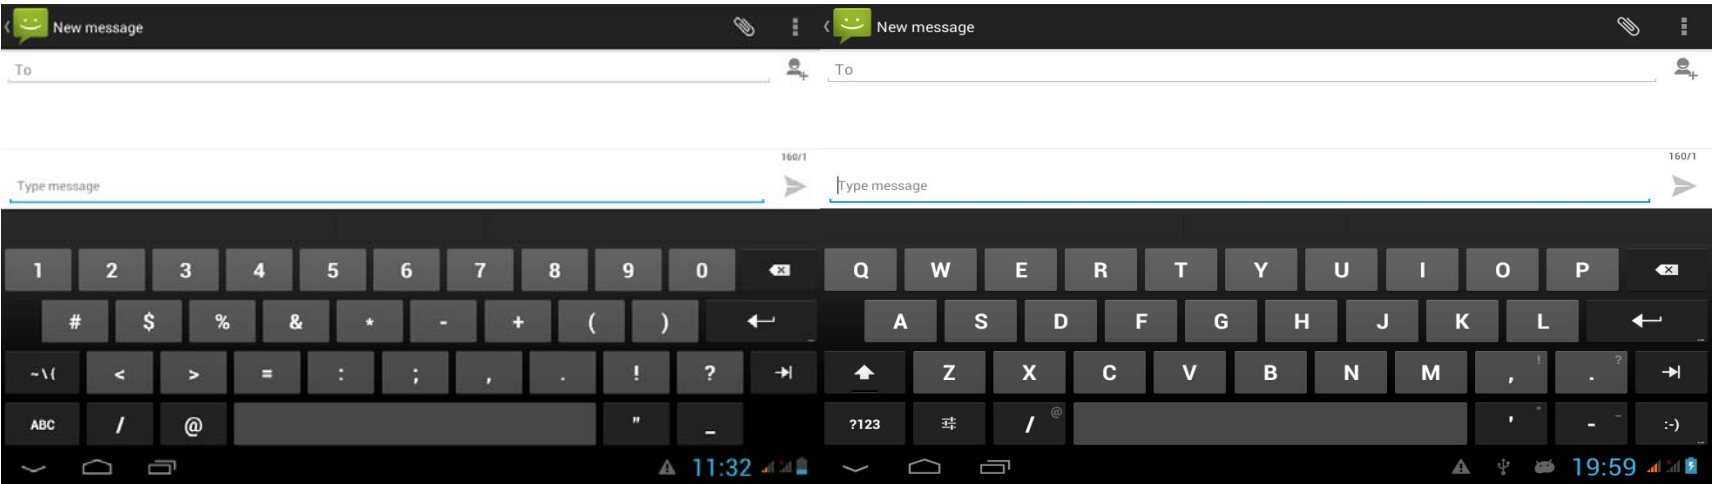 New message
To
160/1
Type message
1 2 3 4 5 6 7 8 9 0
# $ % & * - + ( )
~\{ < > = : ; , . ! ?
ABC / @ " _
11:32
New message
To
160/1
Type message
Q W E R T Y U I O P
A S D F G H J K L
Z X C V B N M , ! . ?
?123 / @ ' " - _ :-)
19:59